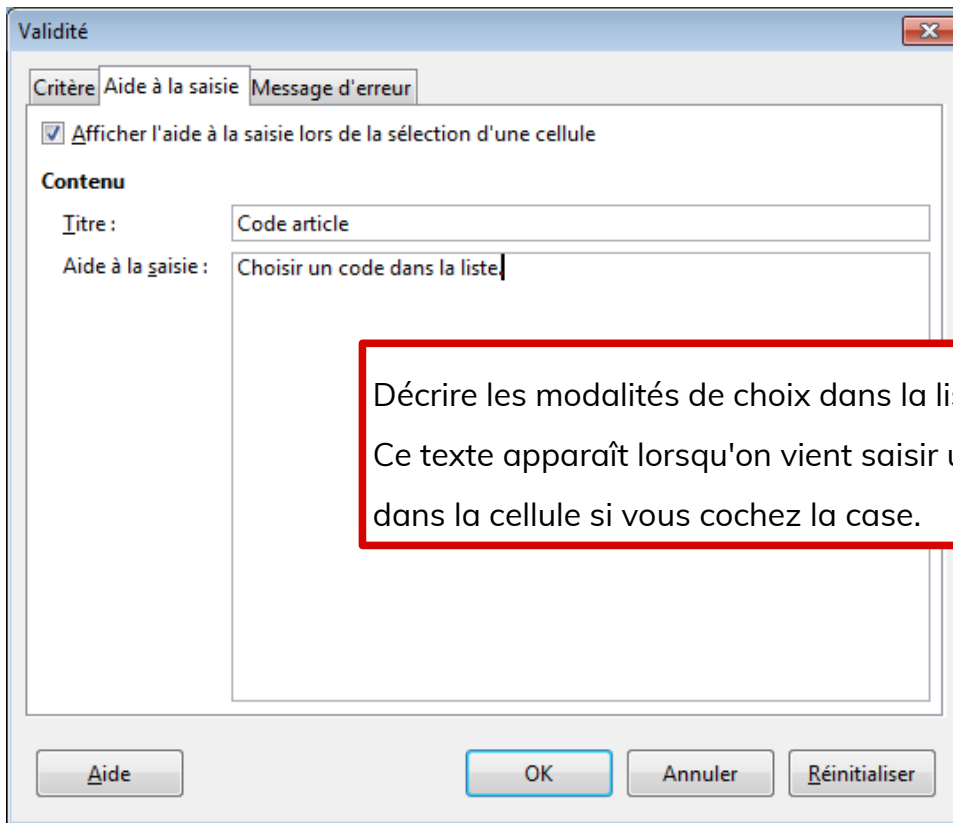 Validité
Critère Aide à la saisie Message d'erreur
Afficher l'aide à la saisie lors de la sélection d'une cellule
Contenu
Titre : Code article
Aide à la saisie : Choisir un code dans la liste.
Décrire les modalités de choix dans la
Ce texte apparaît lorsqu'on vient saisir
dans la cellule si vous cochez la case.
Aide OK Annuler Réinitialiser